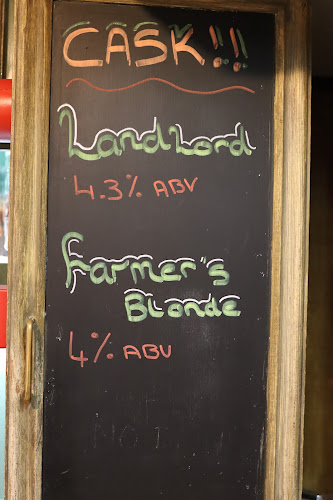 CASK!!
LandLord
4.3% ABV
Farmer's
Blonde
4% ABV